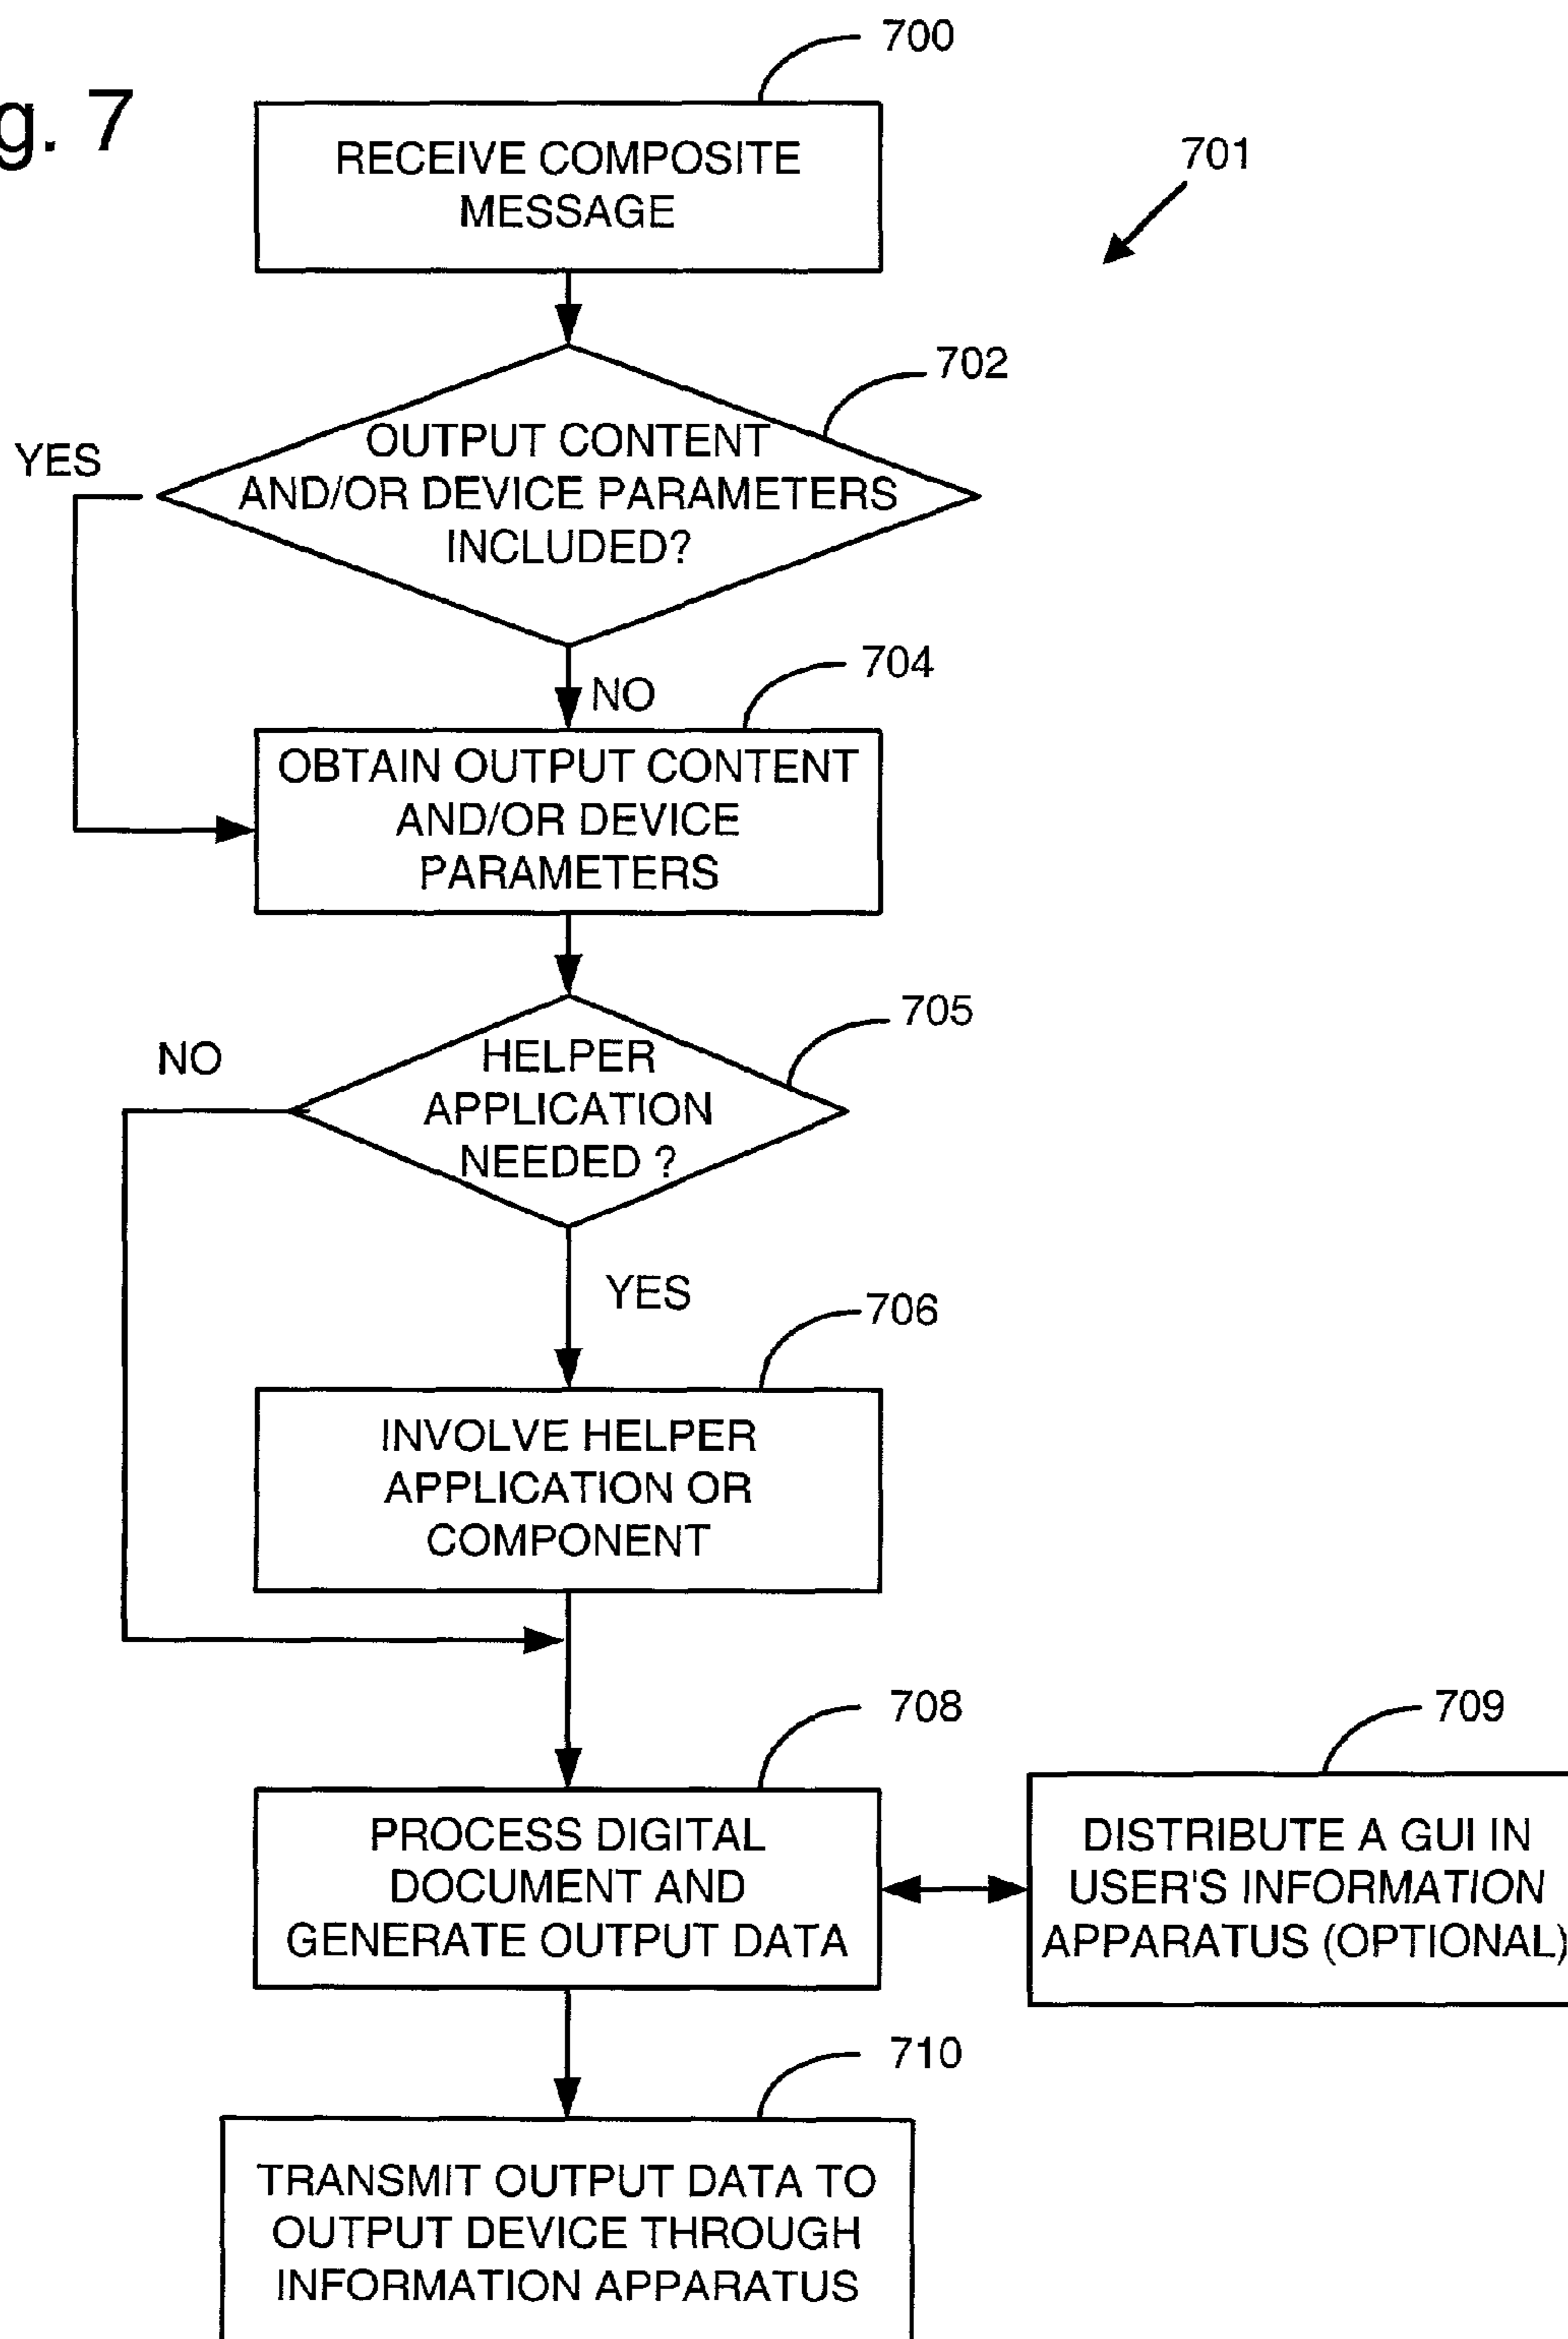 g. 7
700
RECEIVE COMPOSITE
MESSAGE
701
702
YES
OUTPUT CONTENT
AND/OR DEVICE PARAMETERS
INCLUDED?
NO
704
OBTAIN OUTPUT CONTENT
AND/OR DEVICE
PARAMETERS
705
NO
HELPER
APPLICATION
NEEDED ?
YES
706
INVOLVE HELPER
APPLICATION OR
COMPONENT
708
PROCESS DIGITAL
DOCUMENT AND
GENERATE OUTPUT DATA
709
DISTRIBUTE A GUI IN
USER'S INFORMATION
APPARATUS (OPTIONAL)
710
TRANSMIT OUTPUT DATA TO
OUTPUT DEVICE THROUGH
INFORMATION APPARATUS